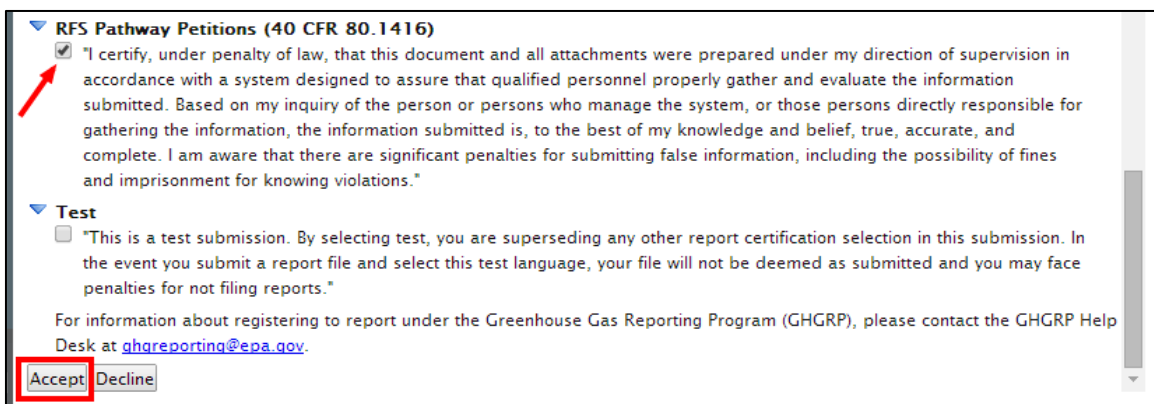 RFS Pathway Petitions (40 CFR 80.1416)
"I certify, under penalty of law, that this document and all attachments were prepared under my direction of supervision in
accordance with a system designed to assure that qualified personnel properly gather and evaluate the information
submitted. Based on my inquiry of the person or persons who manage the system, or those persons directly responsible for
gathering the information, the information submitted is, to the best of my knowledge and belief, true, accurate, and
complete. I am aware that there are significant penalties for submitting false information, including the possibility of fines
and imprisonment for knowing violations."
Test
"This is a test submission. By selecting test, you are superseding any other report certification selection in this submission. In
the event you submit a report file and select this test language, your file will not be deemed as submitted and you may face
penalties for not filing reports."
For information about registering to report under the Greenhouse Gas Reporting Program (GHGRP), please contact the GHGRP Help
Desk at ghgreporting@epa.gov.
Accept Decline